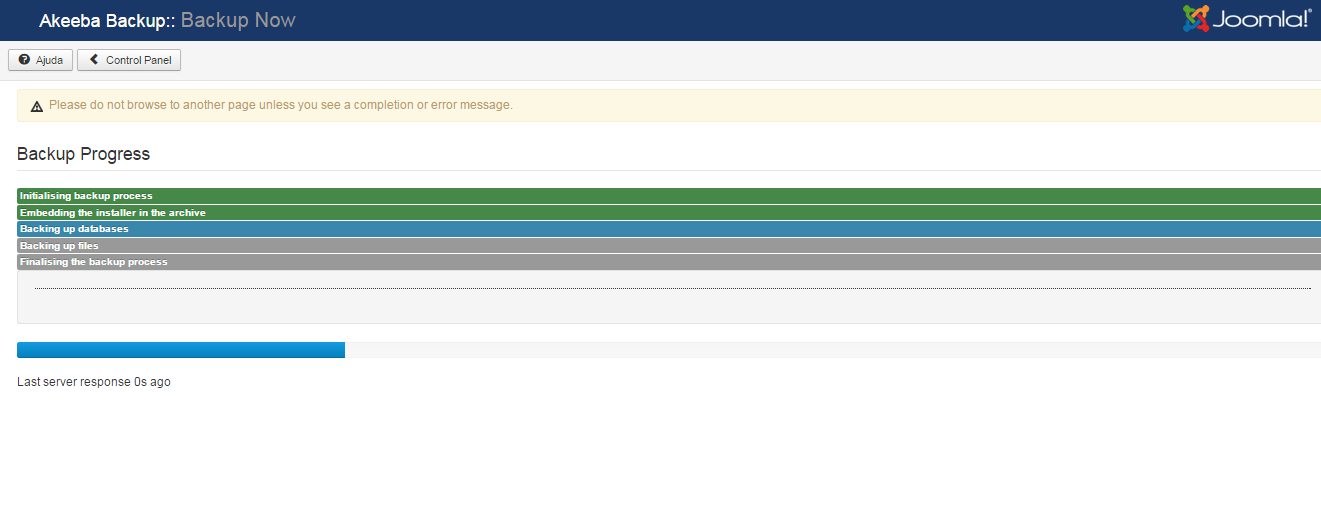 Akeeba Backup:: Backup Now
Joomla!®
Ajuda
Control Panel
Please do not browse to another page unless you see a completion or error message.
Backup Progress
Initialising backup process
Embedding the installer in the archive
Backing up databases
Backing up files
Finalising the backup process
Last server response 0s ago